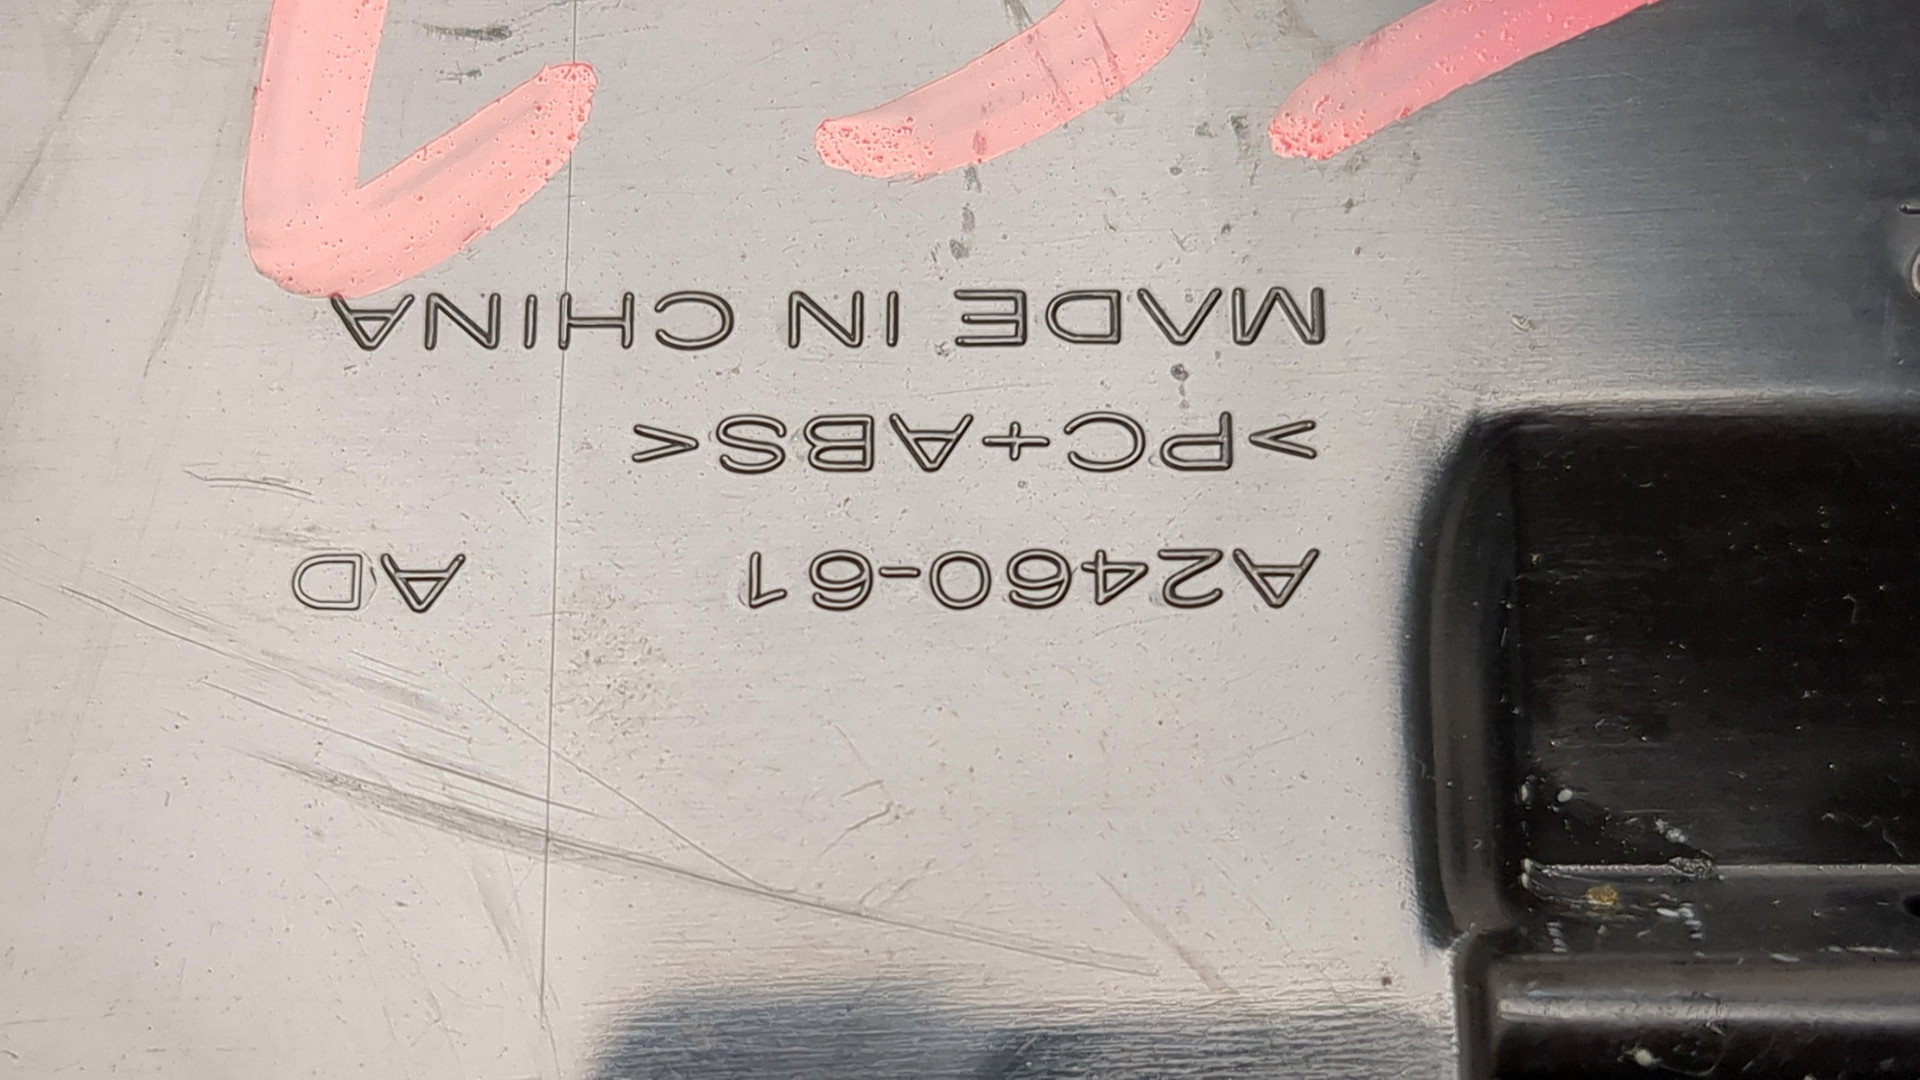 A2460-61 AD
>PC+ABS<
MADE IN CHINA